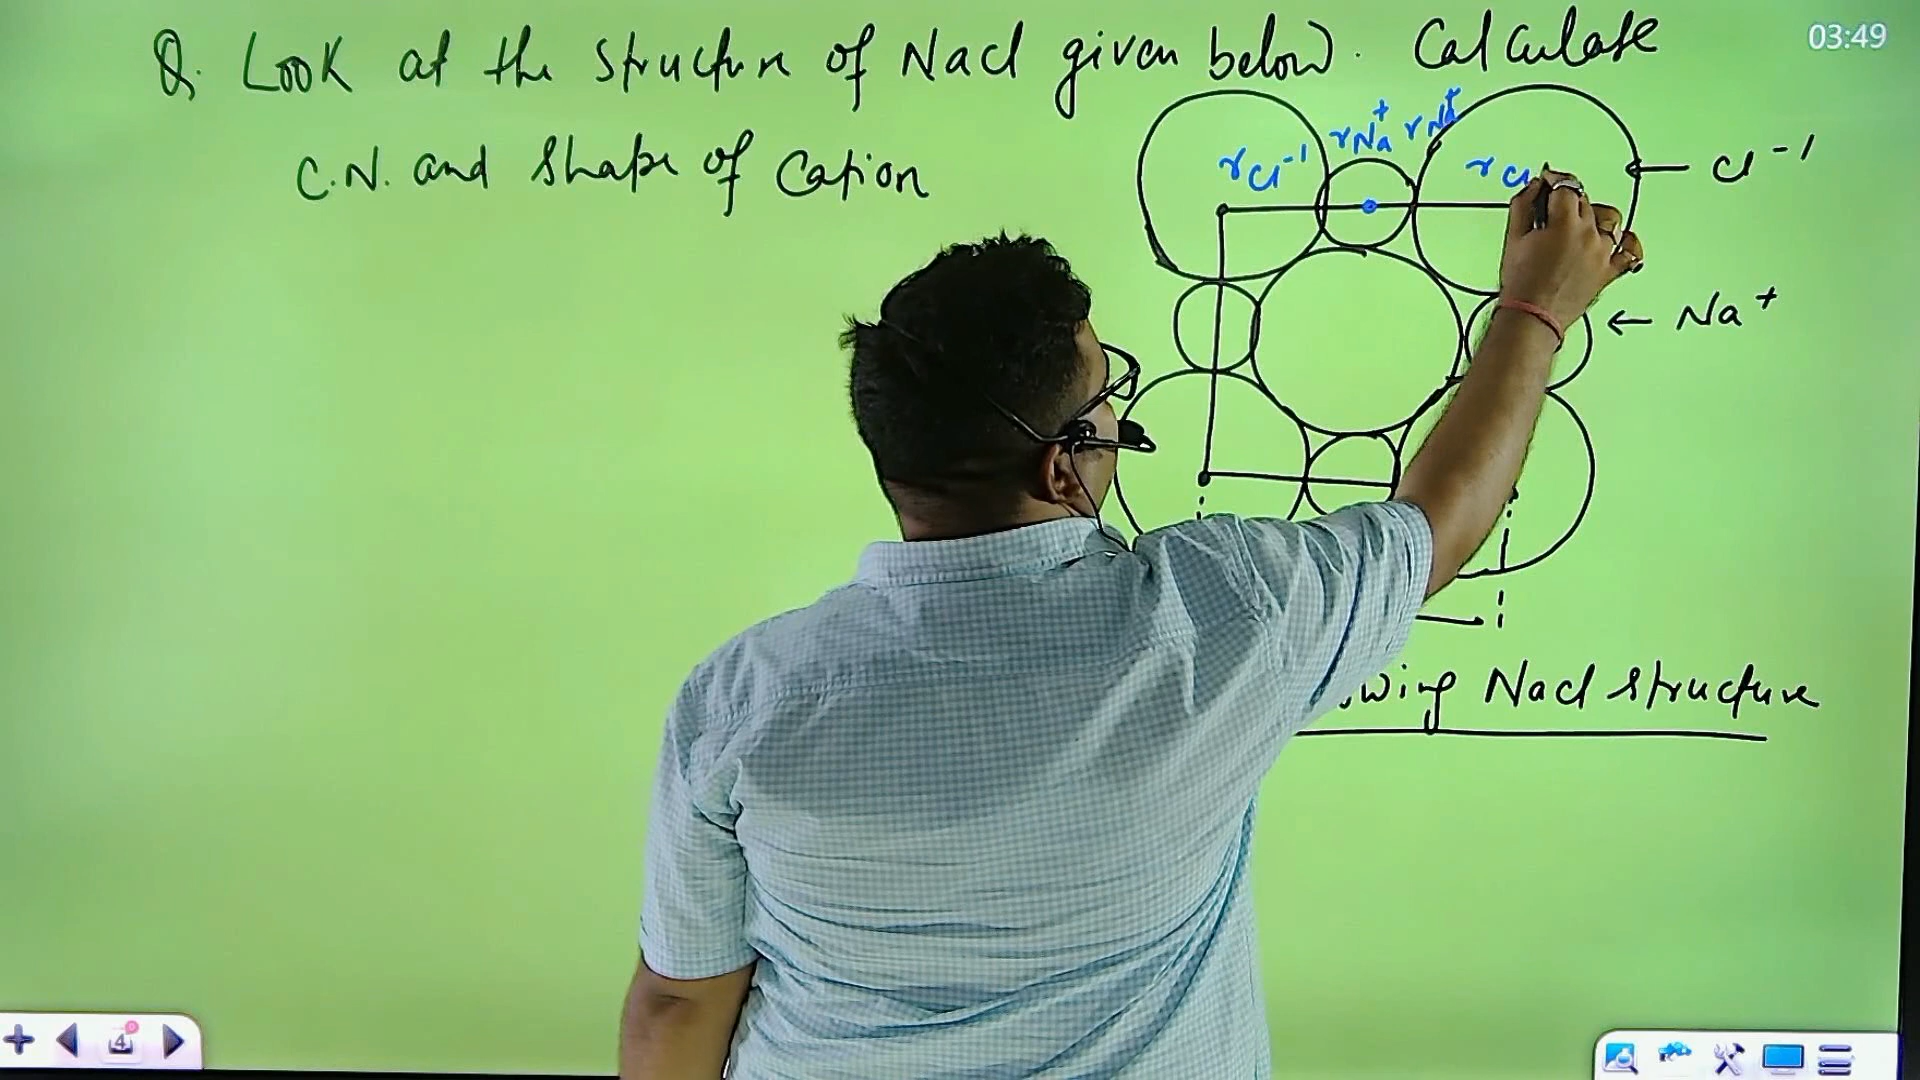 03:49
Q. Look at the structure of Nacl given below. Calculate
C.N. and shape of Cation
rCl⁻¹ rNa⁺ rNa⁺ rCl
Cl⁻¹
Na⁺
Nacl structure
4